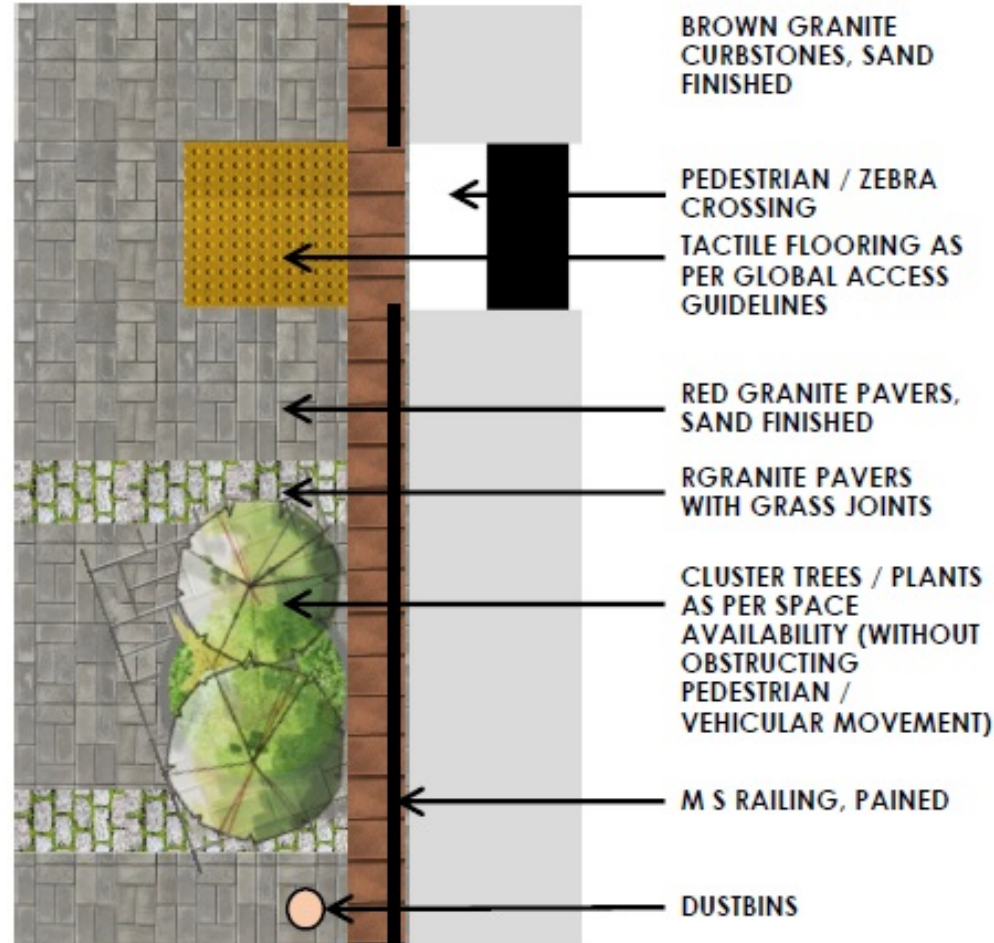 BROWN GRANITE
CURBSTONES, SAND
FINISHED
PEDESTRIAN / ZEBRA
CROSSING
TACTILE FLOORING AS
PER GLOBAL ACCESS
GUIDELINES
RED GRANITE PAVERS,
SAND FINISHED
RGRANITE PAVERS
WITH GRASS JOINTS
CLUSTER TREES / PLANTS
AS PER SPACE
AVAILABILITY (WITHOUT
OBSTRUCTING
PEDESTRIAN /
VEHICULAR MOVEMENT)
M S RAILING, PAINED
DUSTBINS